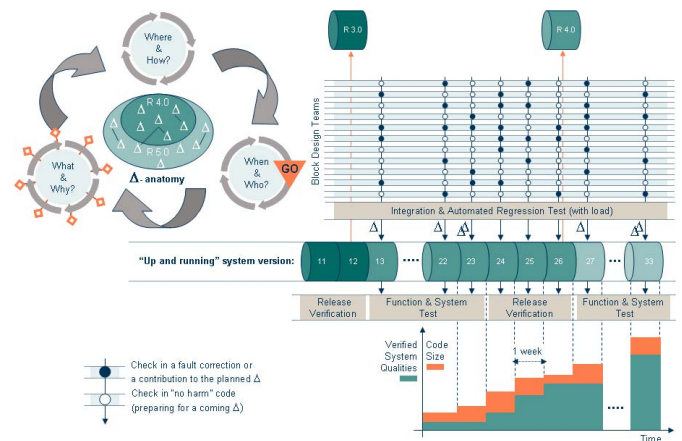 R 3.0
R 4.0
Where
&
How?
R 4.0
Δ Δ Δ Δ Δ Δ
Δ Δ Δ Δ Δ Δ
R5.0
Δ - anatomy
What
&
Why?
When
&
Who?
GO
Block Design Teams
Integration & Automated Regression Test (with load)
Δ Δ Δ Δ Δ Δ Δ
"Up and running" system version:
11 12 13 .... 22 23 24 25 26 27 ... 33
Release
Verification
Function & System
Test
Release
Verification
Function & System
Test
Verified
System
Qualities
Code
Size
1 week
....
Time
Check in a fault correction or
a contribution to the planned Δ
Check in "no harm" code
(preparing for a coming Δ)